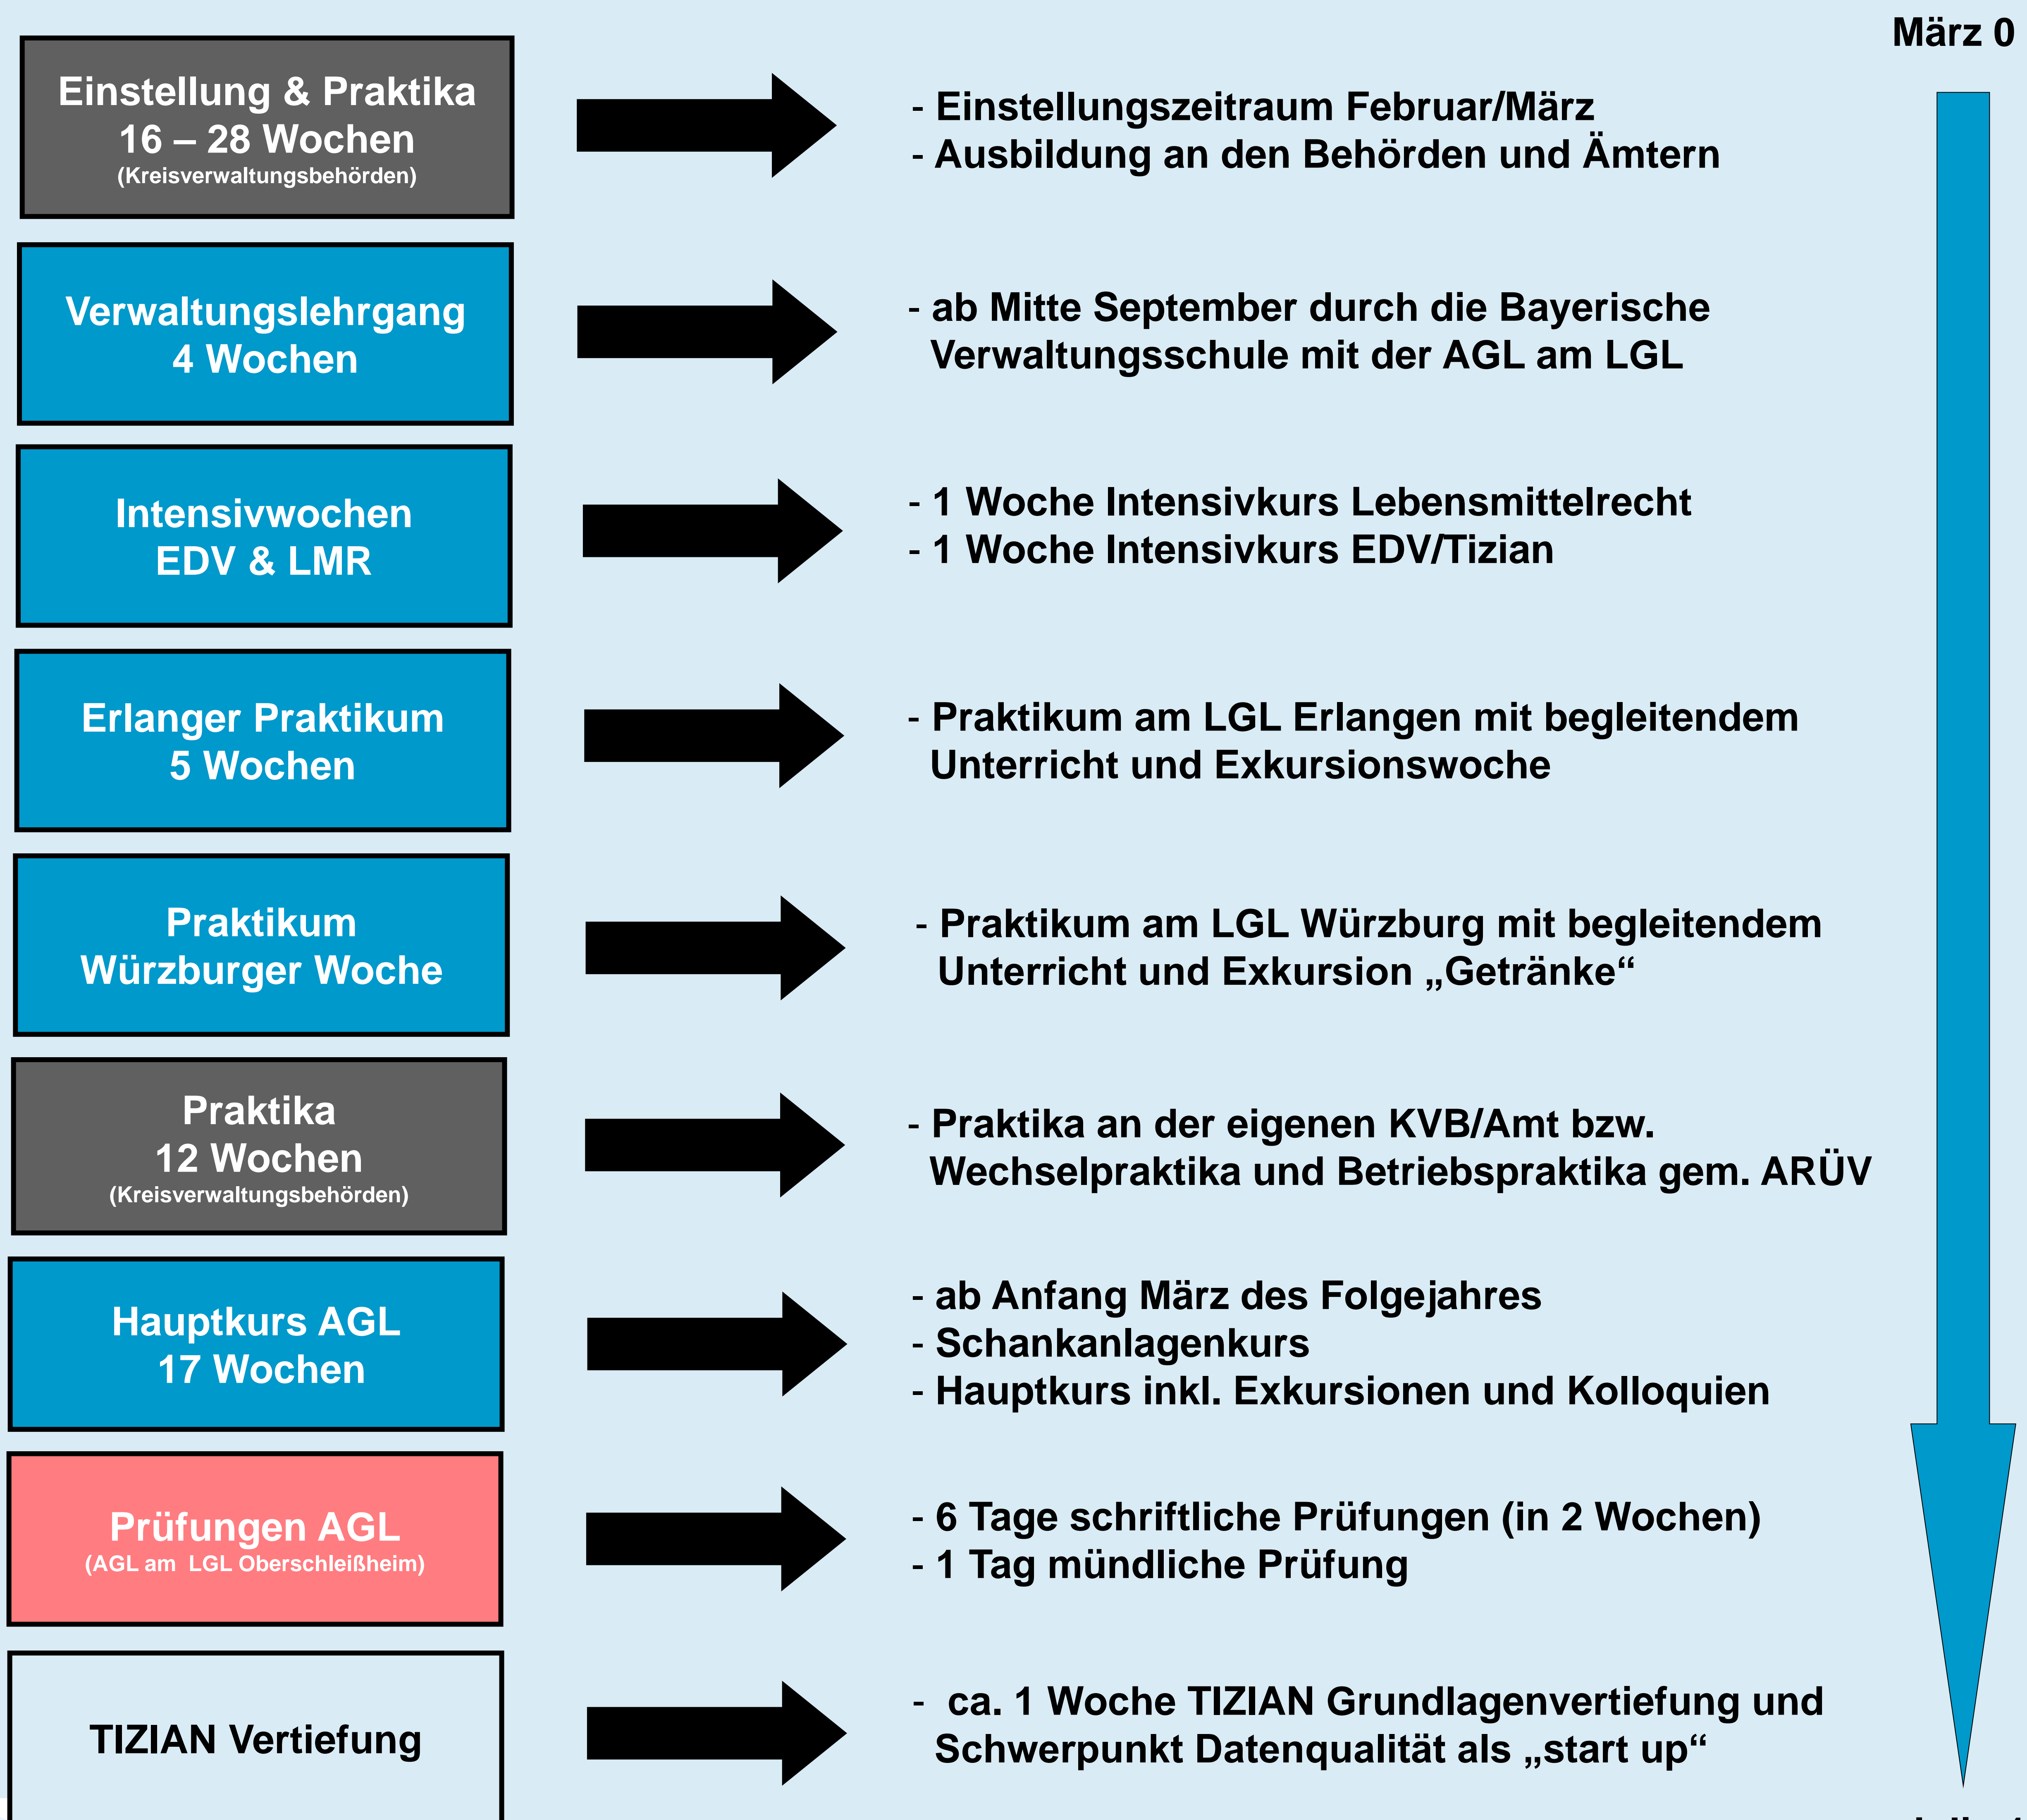 März 0
Einstellung & Praktika
16 – 28 Wochen
(Kreisverwaltungsbehörden)
- Einstellungszeitraum Februar/März
- Ausbildung an den Behörden und Ämtern
Verwaltungslehrgang
4 Wochen
- ab Mitte September durch die Bayerische
Verwaltungsschule mit der AGL am LGL
Intensivwochen
EDV & LMR
- 1 Woche Intensivkurs Lebensmittelrecht
- 1 Woche Intensivkurs EDV/Tizian
Erlanger Praktikum
5 Wochen
- Praktikum am LGL Erlangen mit begleitendem
Unterricht und Exkursionswoche
Praktikum
Würzburger Woche
- Praktikum am LGL Würzburg mit begleitendem
Unterricht und Exkursion „Getränke“
Praktika
12 Wochen
(Kreisverwaltungsbehörden)
- Praktika an der eigenen KVB/Amt bzw.
Wechselpraktika und Betriebspraktika gem. ARÜV
Hauptkurs AGL
17 Wochen
- ab Anfang März des Folgejahres
- Schankanlagenkurs
- Hauptkurs inkl. Exkursionen und Kolloquien
Prüfungen AGL
(AGL am LGL Oberschleißheim)
- 6 Tage schriftliche Prüfungen (in 2 Wochen)
- 1 Tag mündliche Prüfung
TIZIAN Vertiefung
- ca. 1 Woche TIZIAN Grundlagenvertiefung und
Schwerpunkt Datenqualität als „start up“